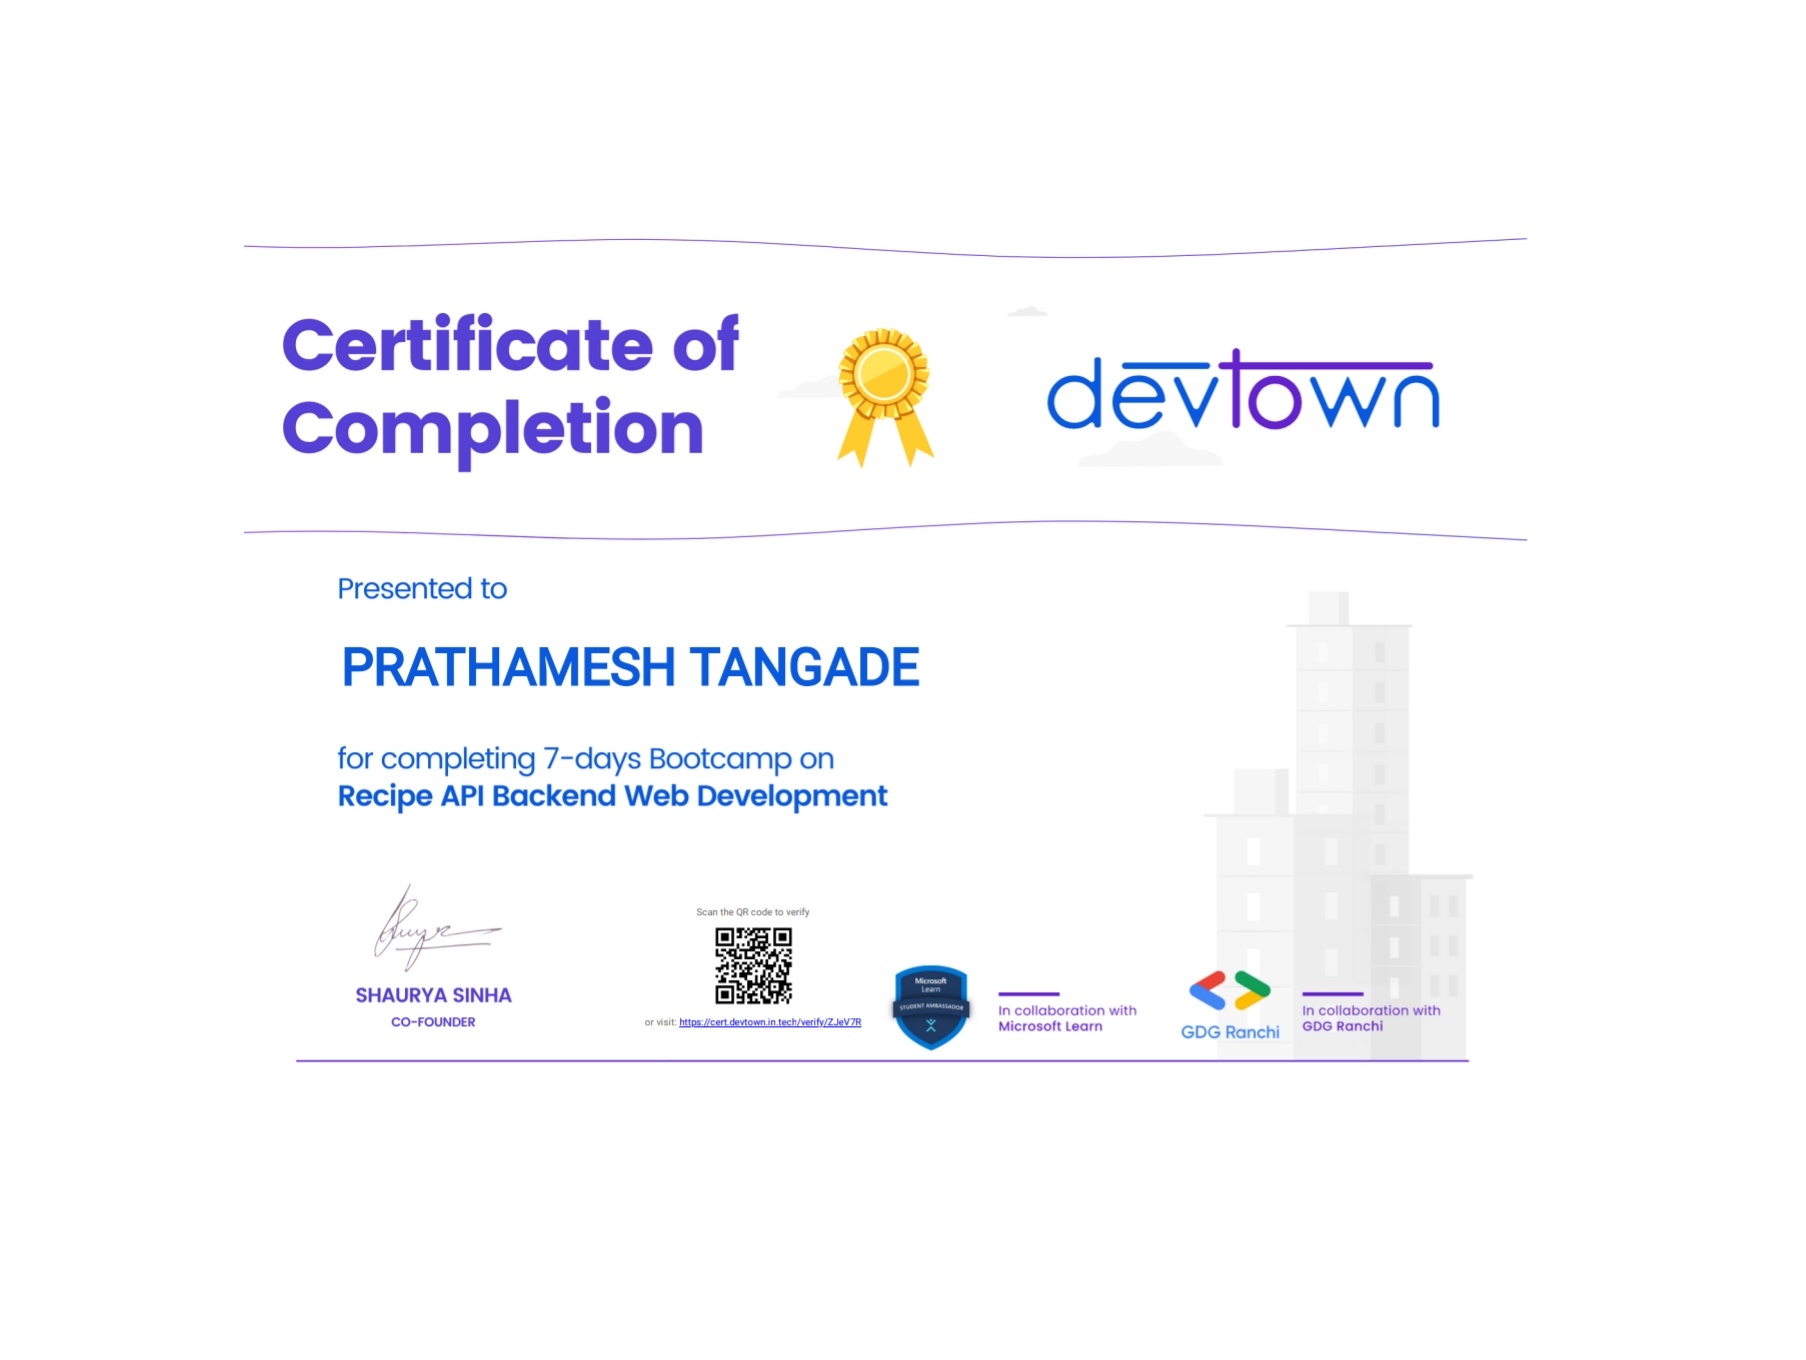 Certificate of
Completion
devtown
Presented to
PRATHAMESH TANGADE
for completing 7-days Bootcamp on
Recipe API Backend Web Development
SHAURYA SINHA
CO-FOUNDER
Scan the QR code to verify
or visit: https://cert.devtown.in.tech/verify/ZJeV7R
Microsoft
Learn
STUDENT AMBASSADOR
In collaboration with
Microsoft Learn
GDG Ranchi
In collaboration with
GDG Ranchi